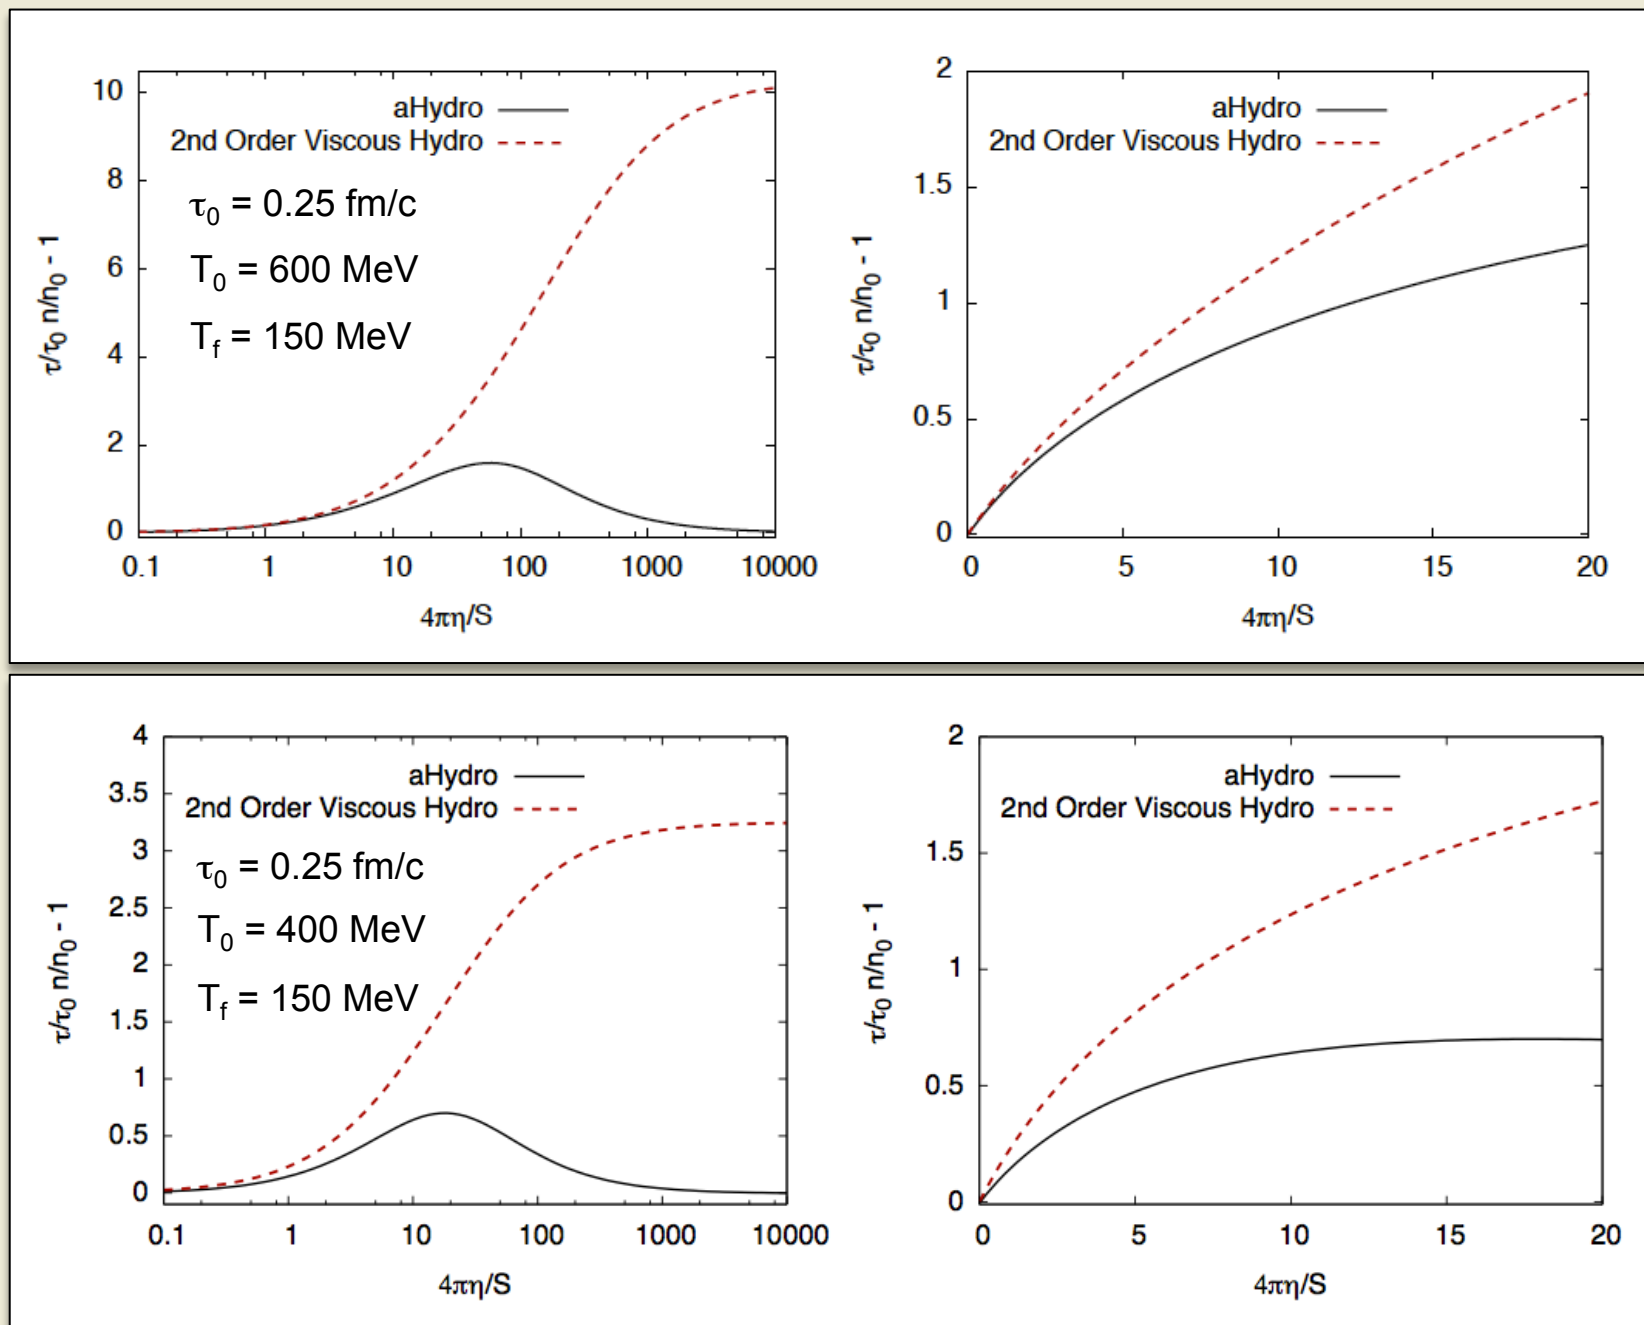 10
8
6
4
2
0
τ/τ₀ n/n₀ - 1
aHydro
2nd Order Viscous Hydro
τ₀ = 0.25 fm/c
T₀ = 600 MeV
T_f = 150 MeV
0.1 1 10 100 1000 10000
4πη/S
2
1.5
1
0.5
0
τ/τ₀ n/n₀ - 1
aHydro
2nd Order Viscous Hydro
0 5 10 15 20
4πη/S
4
3.5
3
2.5
2
1.5
1
0.5
0
τ/τ₀ n/n₀ - 1
aHydro
2nd Order Viscous Hydro
τ₀ = 0.25 fm/c
T₀ = 400 MeV
T_f = 150 MeV
0.1 1 10 100 1000 10000
4πη/S
2
1.5
1
0.5
0
τ/τ₀ n/n₀ - 1
aHydro
2nd Order Viscous Hydro
0 5 10 15 20
4πη/S